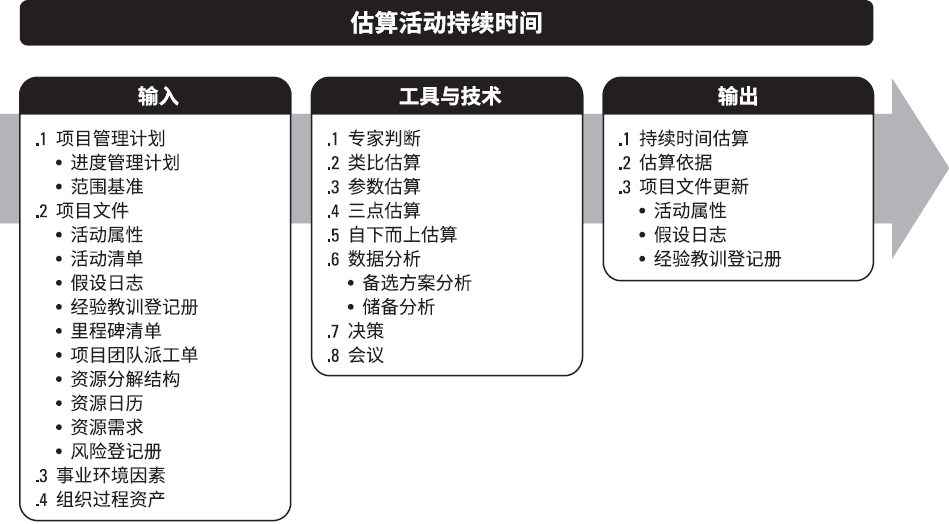 估算活动持续时间
输入
.1 项目管理计划
• 进度管理计划
• 范围基准
.2 项目文件
• 活动属性
• 活动清单
• 假设日志
• 经验教训登记册
• 里程碑清单
• 项目团队派工单
• 资源分解结构
• 资源日历
• 资源需求
• 风险登记册
.3 事业环境因素
.4 组织过程资产
工具与技术
.1 专家判断
.2 类比估算
.3 参数估算
.4 三点估算
.5 自下而上估算
.6 数据分析
• 备选方案分析
• 储备分析
.7 决策
.8 会议
输出
.1 持续时间估算
.2 估算依据
.3 项目文件更新
• 活动属性
• 假设日志
• 经验教训登记册